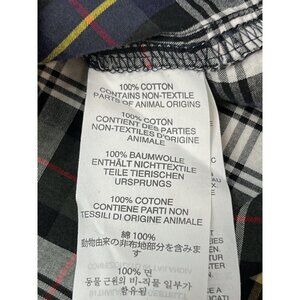 100% COTTON
CONTAINS NON-TEXTILE
PARTS OF ANIMAL ORIGINS
100% COTON
CONTIENT DES PARTIES
NON-TEXTILES D'ORIGINE
ANIMALE
100% BAUMWOLLE
ENTHÄLT NICHTTEXTILE
TEILE TIERISCHEN
URSPRUNGS
100% COTONE
CONTIENE PARTI NON
TESSILI DI ORIGINE ANIMALE
綿 100%
動物由来の非布地部分を含みま
す
100% 면
동물 근원의 비-직물 일부가
함유됨